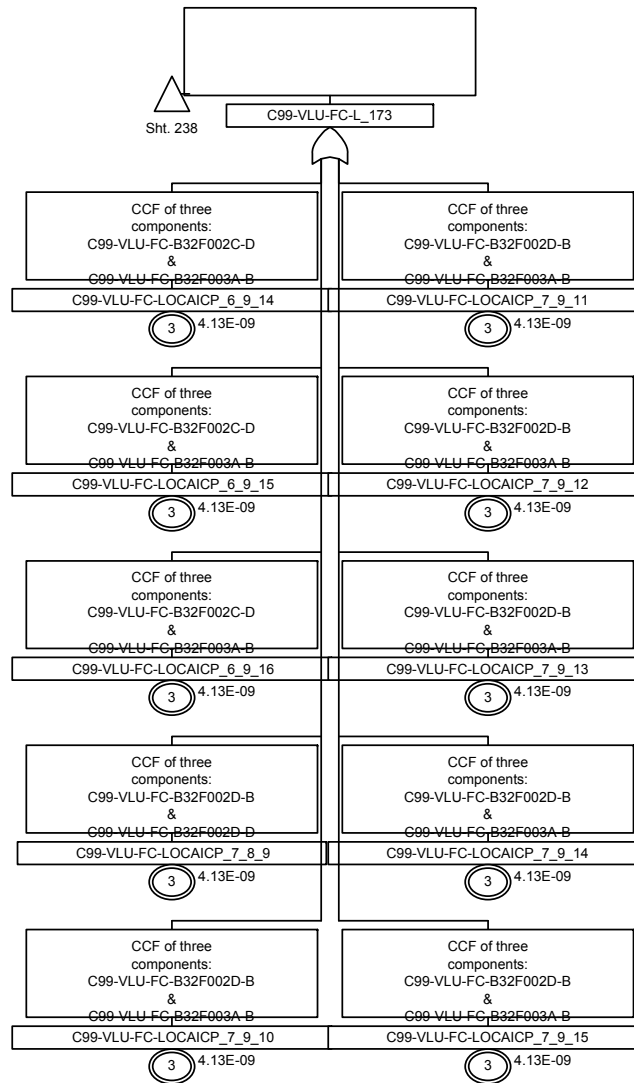 C99-VLU-FC-L_173
Sht. 238
CCF of three
components:
C99-VLU-FC-B32F002C-D
&
C99-VLU-FC-B32F003A-B
C99-VLU-FC-LOCAICP_6_9_14
3
4.13E-09
CCF of three
components:
C99-VLU-FC-B32F002D-B
&
C99-VLU-FC-B32F003A-B
C99-VLU-FC-LOCAICP_7_9_11
3
4.13E-09
CCF of three
components:
C99-VLU-FC-B32F002C-D
&
C99-VLU-FC-B32F003A-B
C99-VLU-FC-LOCAICP_6_9_15
3
4.13E-09
CCF of three
components:
C99-VLU-FC-B32F002D-B
&
C99-VLU-FC-B32F003A-B
C99-VLU-FC-LOCAICP_7_9_12
3
4.13E-09
CCF of three
components:
C99-VLU-FC-B32F002C-D
&
C99-VLU-FC-B32F003A-B
C99-VLU-FC-LOCAICP_6_9_16
3
4.13E-09
CCF of three
components:
C99-VLU-FC-B32F002D-B
&
C99-VLU-FC-B32F003A-B
C99-VLU-FC-LOCAICP_7_9_13
3
4.13E-09
CCF of three
components:
C99-VLU-FC-B32F002D-B
&
C99-VLU-FC-B32F002D-D
C99-VLU-FC-LOCAICP_7_8_9
3
4.13E-09
CCF of three
components:
C99-VLU-FC-B32F002D-B
&
C99-VLU-FC-B32F003A-B
C99-VLU-FC-LOCAICP_7_9_14
3
4.13E-09
CCF of three
components:
C99-VLU-FC-B32F002D-B
&
C99-VLU-FC-B32F003A-B
C99-VLU-FC-LOCAICP_7_9_10
3
4.13E-09
CCF of three
components:
C99-VLU-FC-B32F002D-B
&
C99-VLU-FC-B32F003A-B
C99-VLU-FC-LOCAICP_7_9_15
3
4.13E-09